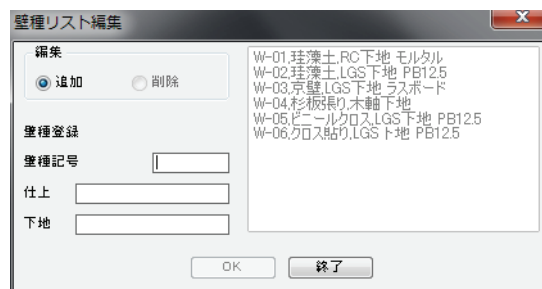 壁種リスト編集
編集
追加
削除
壁種登録
壁種記号
仕上
下地
W-01,珪藻土,RC下地 モルタル
W-02,珪藻土,LGS下地 PB12.5
W-03,京壁,LGS下地 ラスボード
W-04,杉板張り,木軸下地
W-05,ビニールクロス,LGS下地 PB12.5
W-06,クロス貼り,LGS下地 PB12.5
OK
終了